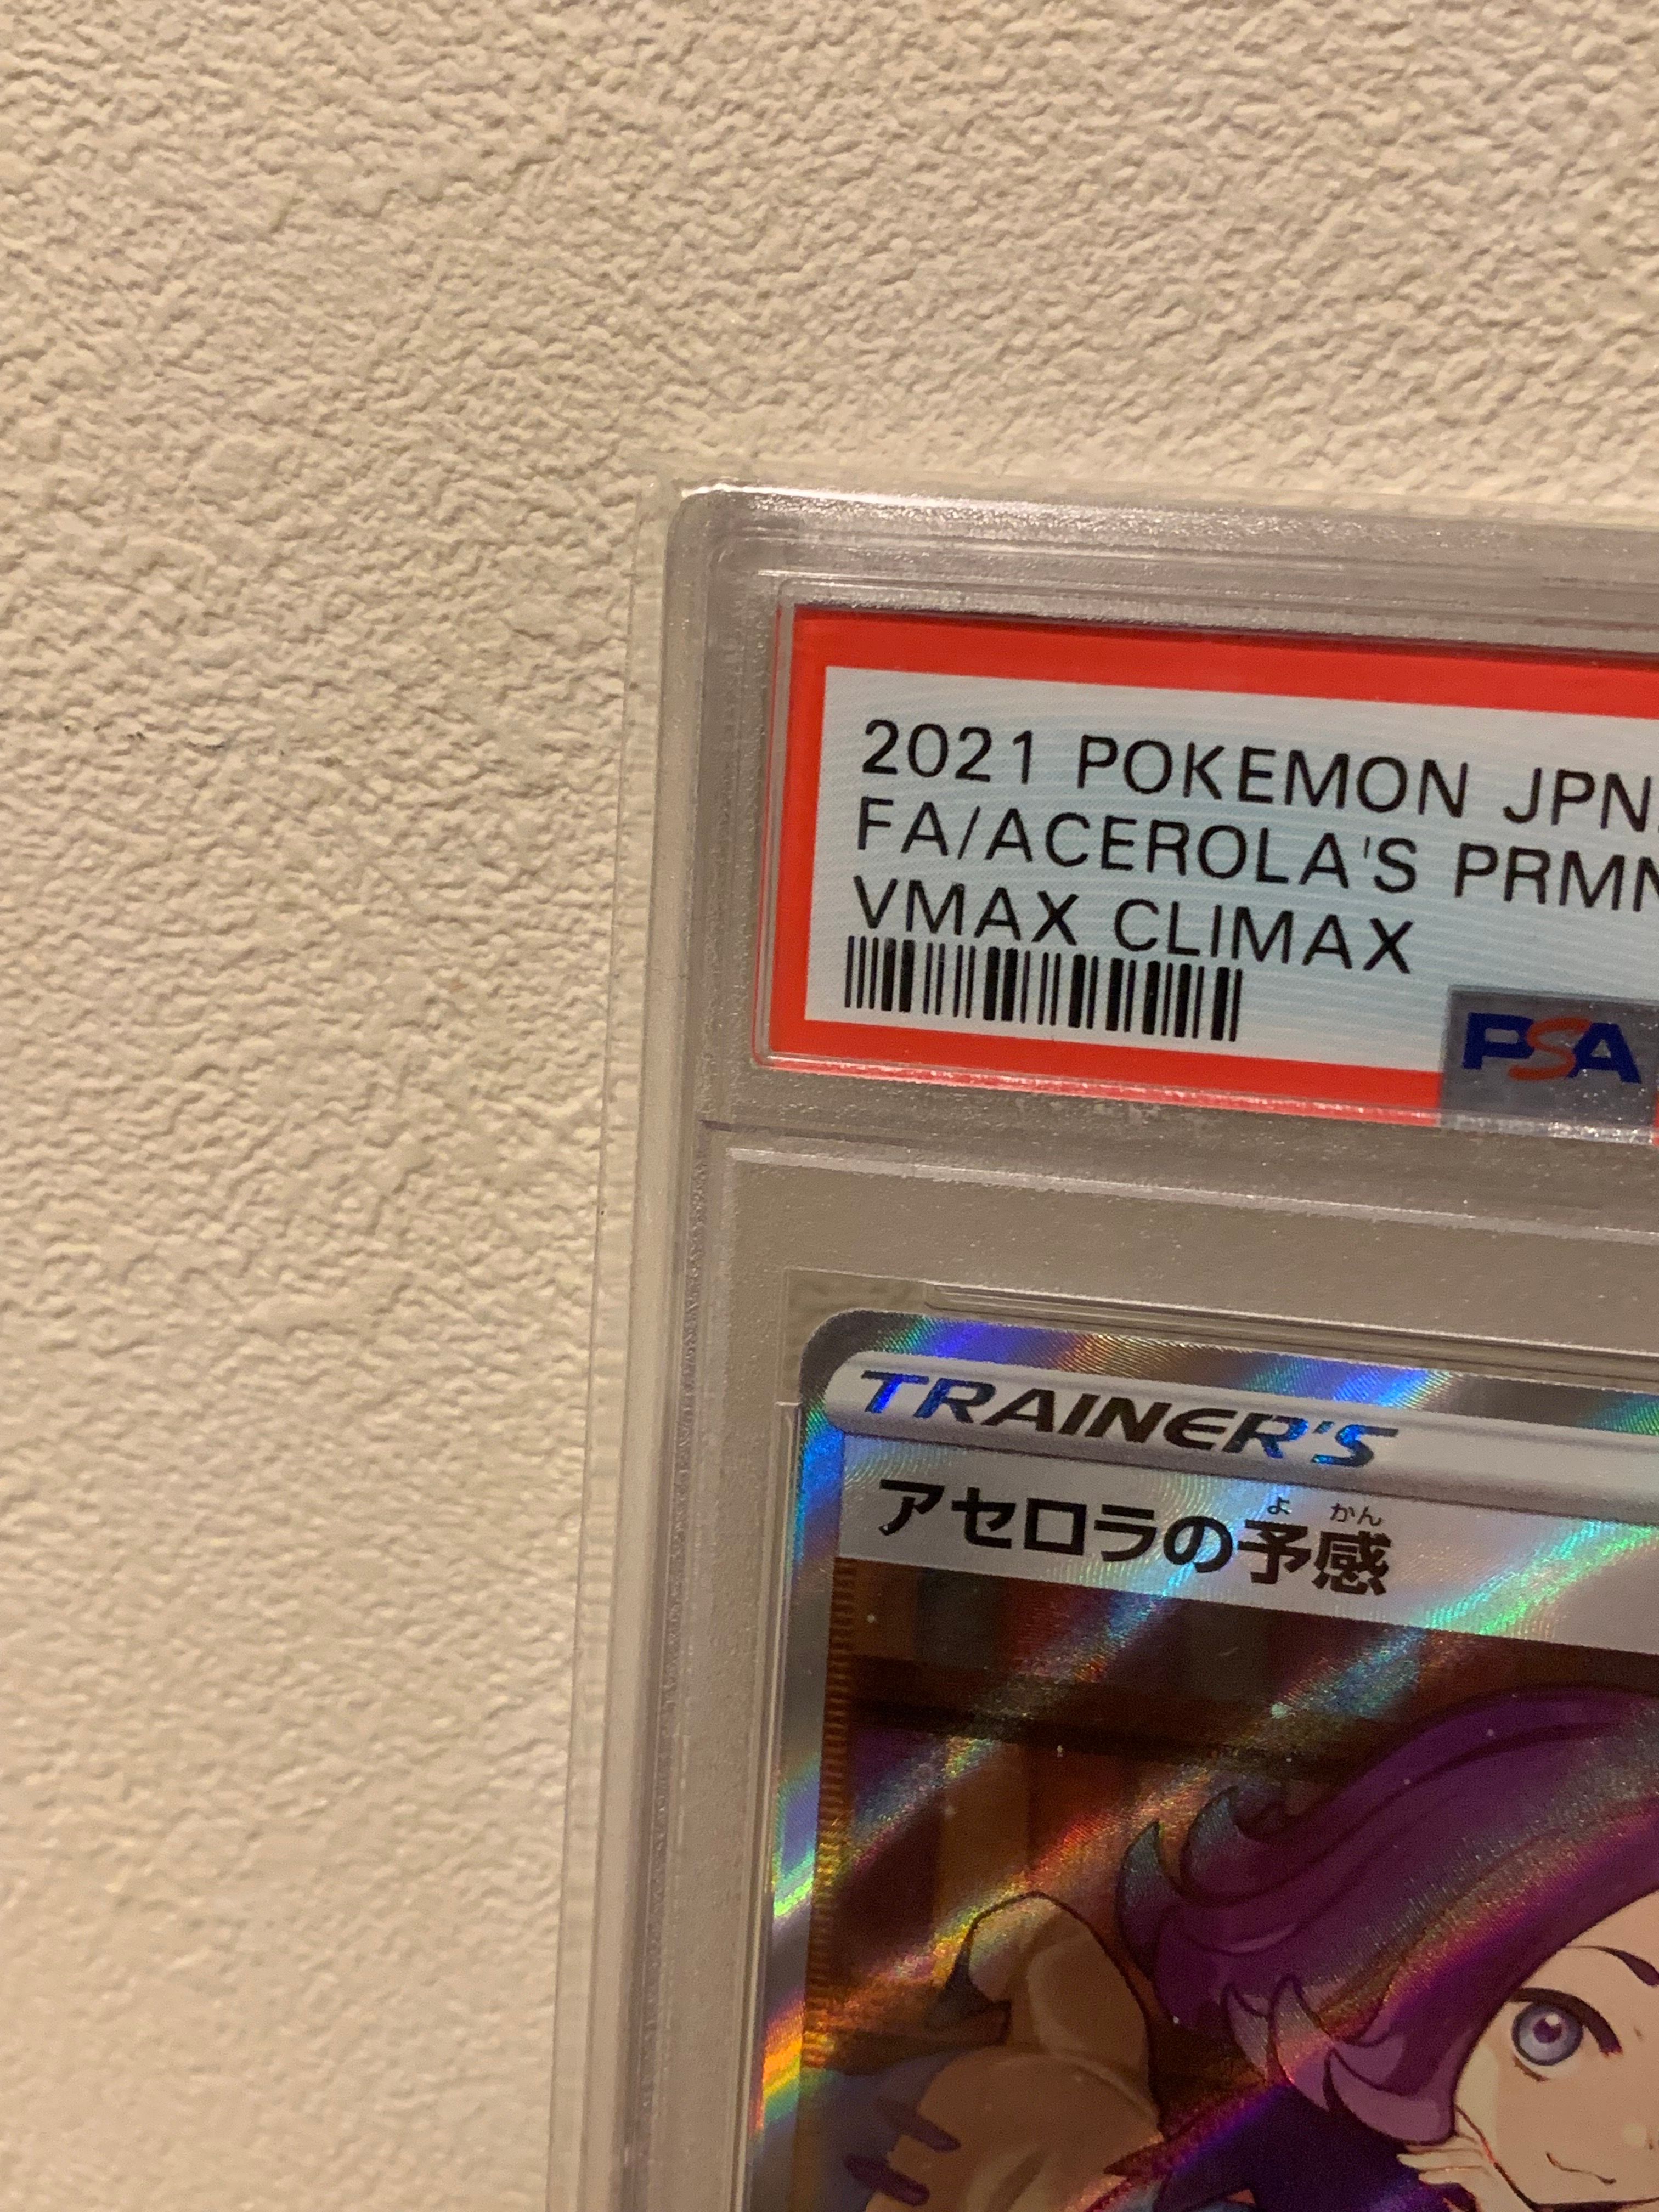 2021 POKEMON JPN.
FA/ACEROLA'S PRMN
VMAX CLIMAX
PSA
TRAINER'S
よ かん
アセロラの予感